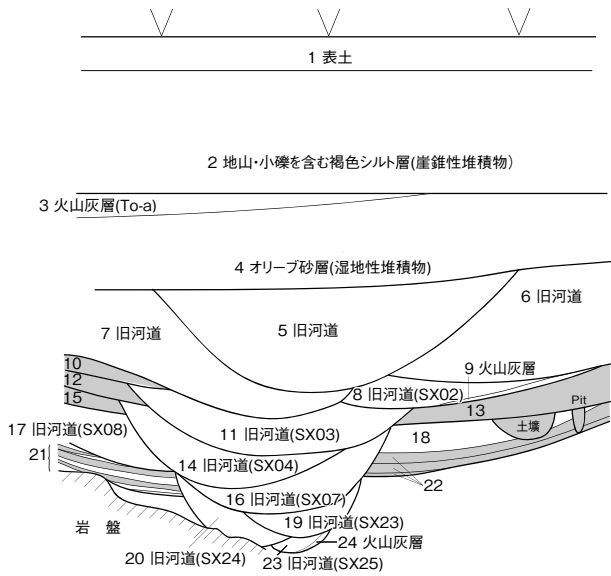 1 表土
2 地山・小礫を含む褐色シルト層(崖錐性堆積物)
3 火山灰層(To-a)
4 オリーブ砂層(湿地性堆積物)
6 旧河道
5 旧河道
7 旧河道
9 火山灰層
10
8 旧河道(SX02)
12
Pit
15
13
土壙
17 旧河道(SX08)
11 旧河道(SX03)
18
21
14 旧河道(SX04)
22
16 旧河道(SX07)
19 旧河道(SX23)
岩 盤
24 火山灰層
20 旧河道(SX24)
23 旧河道(SX25)